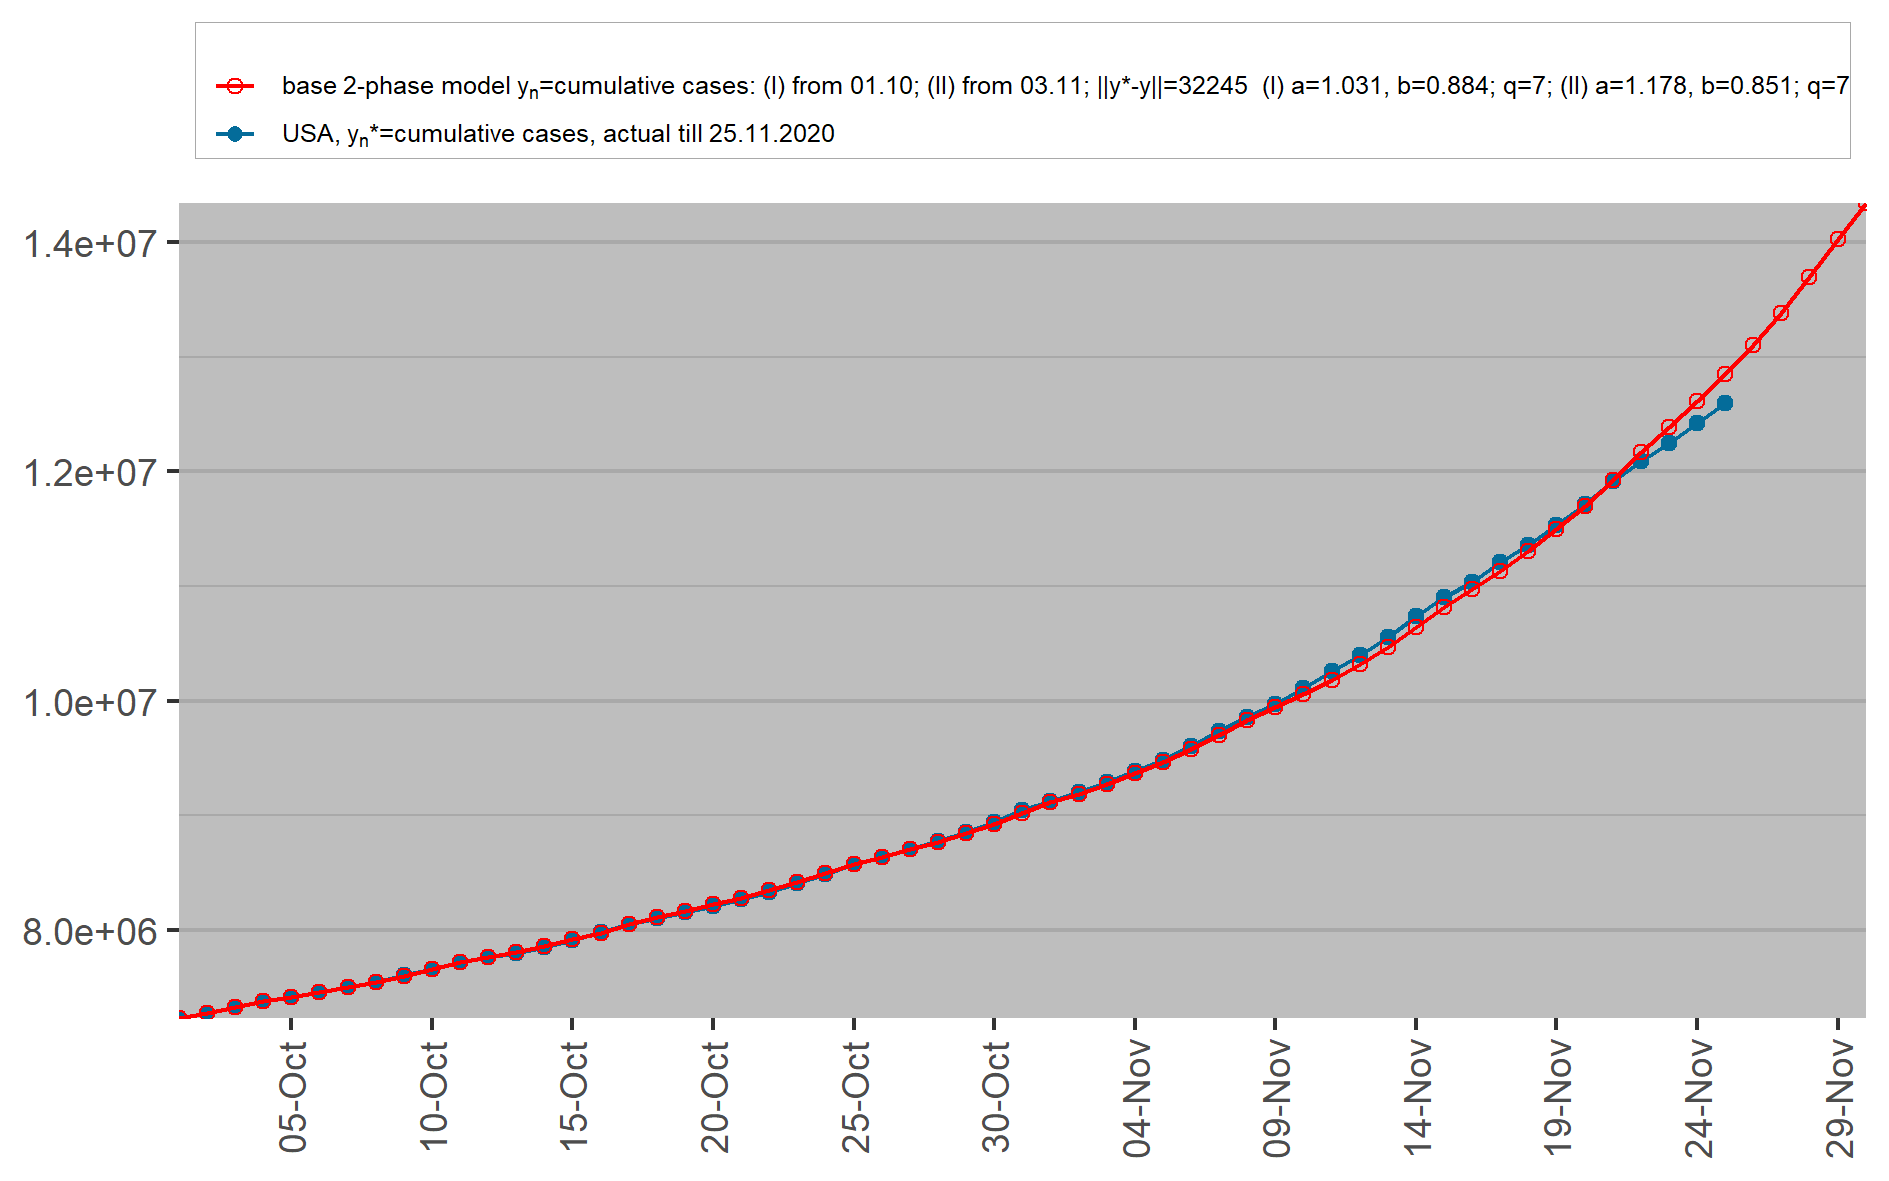 base 2-phase model yn=cumulative cases: (I) from 01.10; (II) from 03.11; ||y*-y||=32245 (I) a=1.031, b=0.884; q=7; (II) a=1.178, b=0.851; q=7
USA, yn*=cumulative cases, actual till 25.11.2020
1.4e+07
1.2e+07
1.0e+07
8.0e+06
05-Oct
10-Oct
15-Oct
20-Oct
25-Oct
30-Oct
04-Nov
09-Nov
14-Nov
19-Nov
24-Nov
29-Nov